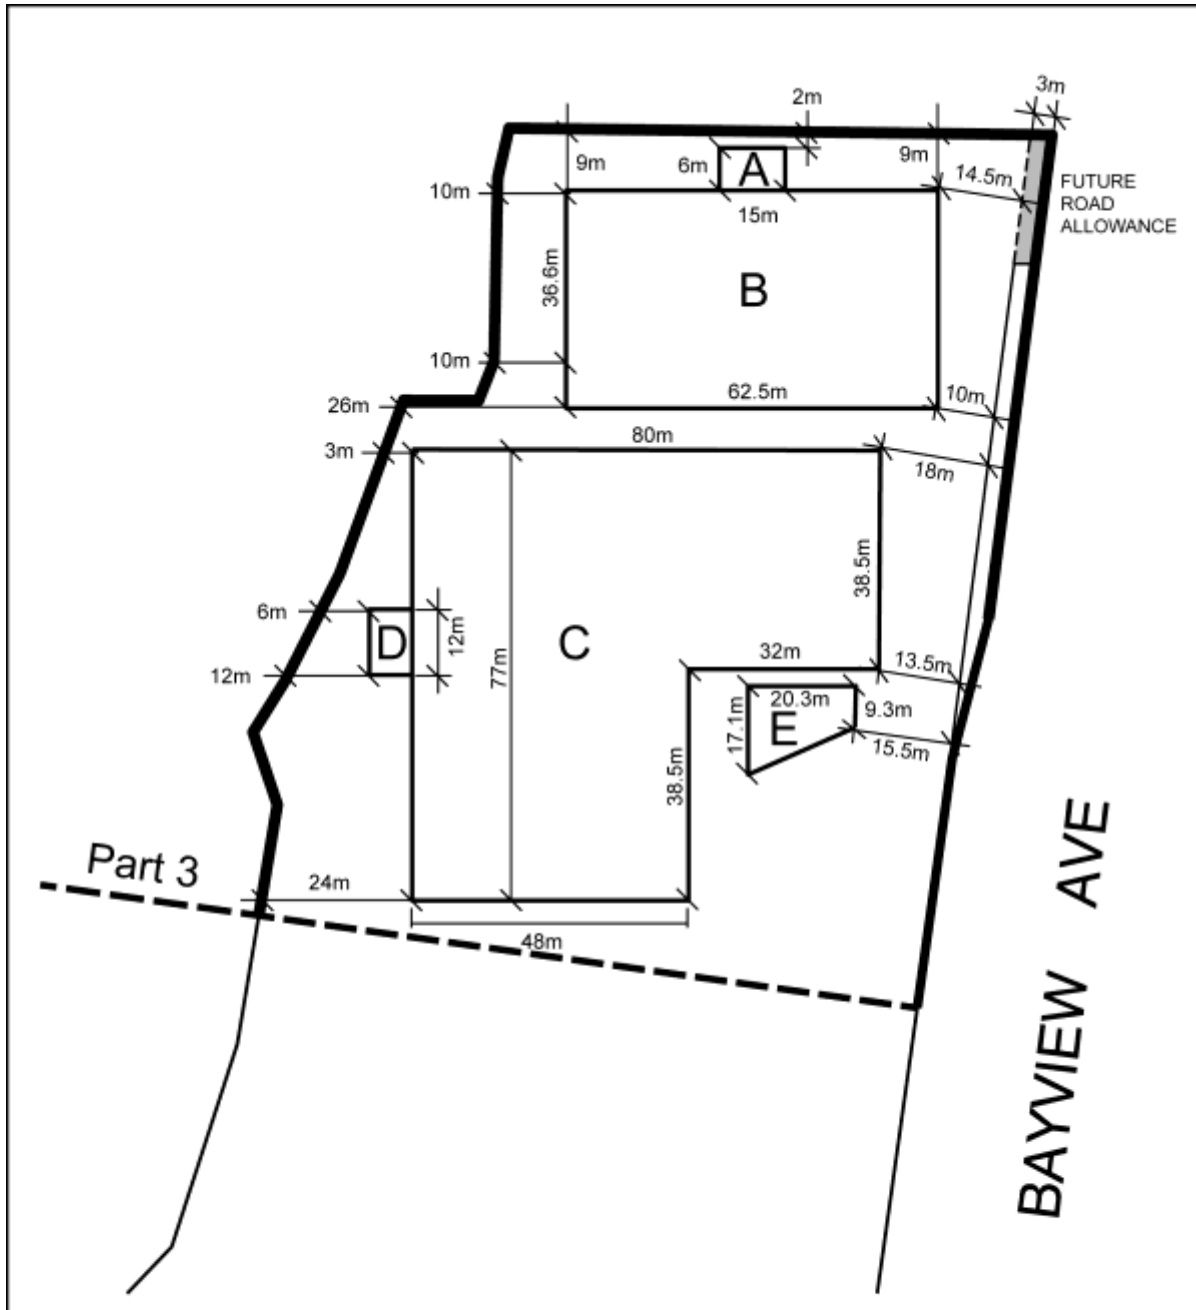 3m
2m
9m
6m
A
9m
14.5m
FUTURE
ROAD
ALLOWANCE
10m
15m
36.6m
B
10m
62.5m
10m
26m
80m
3m
18m
38.5m
6m
D
12m
C
77m
32m
13.5m
12m
20.3m
9.3m
17.1m
E
15.5m
38.5m
Part 3
24m
48m
BAYVIEW AVE